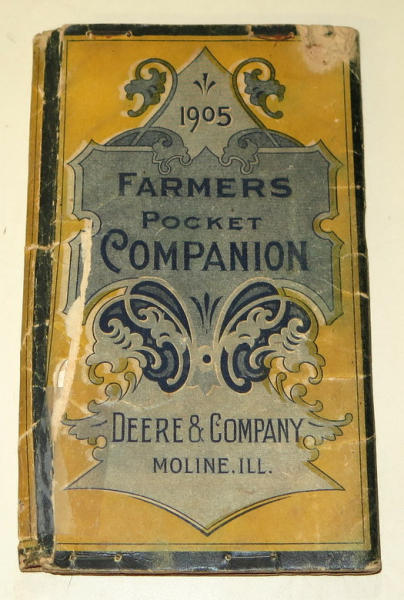 1905
FARMERS
POCKET
COMPANION
DEERE & COMPANY
MOLINE. ILL.